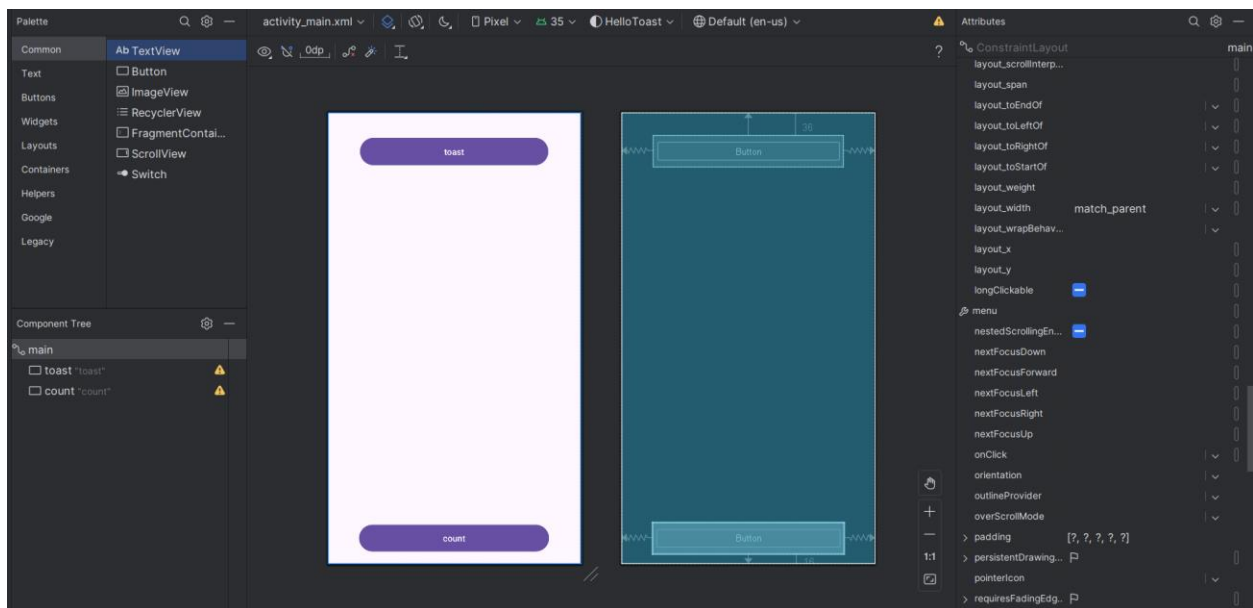 Palette
Common
Text
Buttons
Widgets
Layouts
Containers
Helpers
Google
Legacy
Ab TextView
Button
ImageView
RecyclerView
FragmentContai...
ScrollView
Switch
Component Tree
main
toast "toast"
count "count"
activity_main.xml
Pixel
35
HelloToast
Default (en-us)
0dp
?
toast
count
36
Button
Button
16
1:1
Attributes
ConstraintLayout main
layout_scrollInterp...
layout_span
layout_toEndOf
layout_toLeftOf
layout_toRightOf
layout_toStartOf
layout_weight
layout_width match_parent
layout_wrapBehav...
layout_x
layout_y
longClickable
menu
nestedScrollingEn...
nextFocusDown
nextFocusForward
nextFocusLeft
nextFocusRight
nextFocusUp
onClick
orientation
outlineProvider
overScrollMode
padding [?, ?, ?, ?, ?]
persistentDrawing...
pointerIcon
requiresFadingEdg..